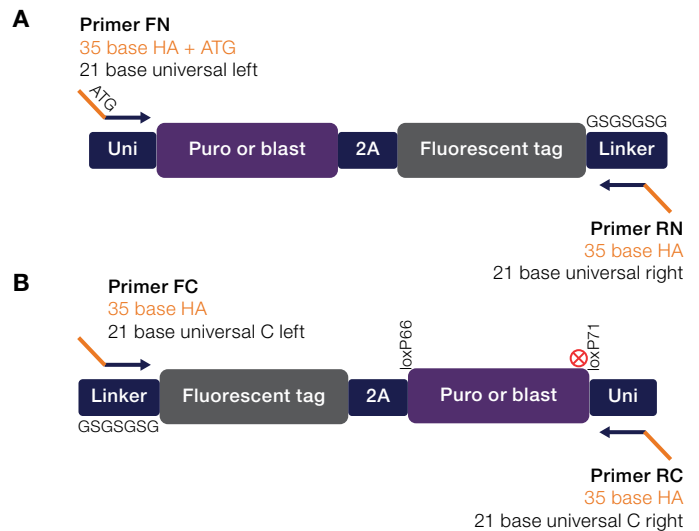 A
Primer FN
35 base HA + ATG
21 base universal left
ATG
GSGSGSG
Uni
Puro or blast
2A
Fluorescent tag
Linker
Primer RN
35 base HA
21 base universal right
B
Primer FC
35 base HA
21 base universal C left
loxP66
loxP71
Linker
Fluorescent tag
2A
Puro or blast
Uni
GSGSGSG
Primer RC
35 base HA
21 base universal C right